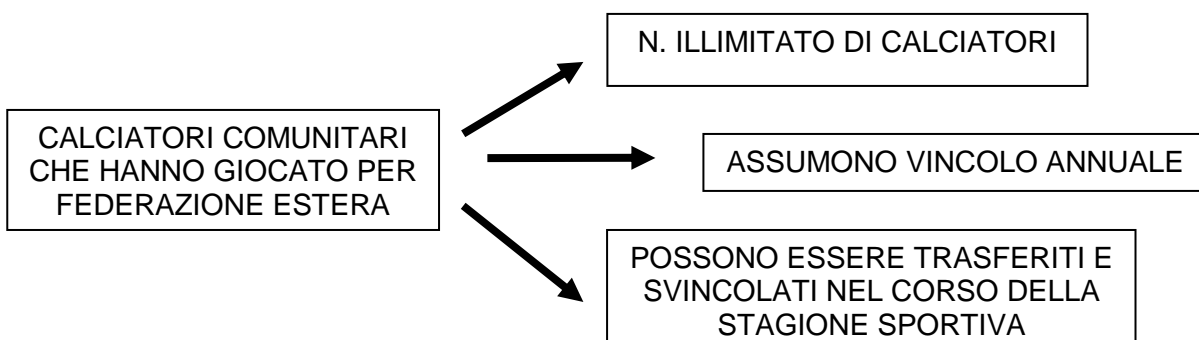 N. ILLIMITATO DI CALCIATORI
CALCIATORI COMUNITARI
CHE HANNO GIOCATO PER
FEDERAZIONE ESTERA
ASSUMONO VINCOLO ANNUALE
POSSONO ESSERE TRASFERITI E
SVINCOLATI NEL CORSO DELLA
STAGIONE SPORTIVA